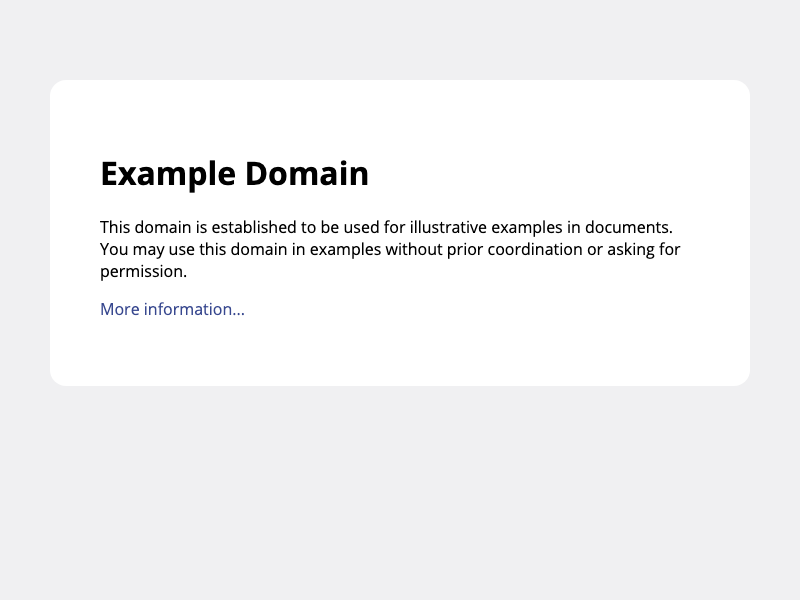 Example Domain
This domain is established to be used for illustrative examples in documents.
You may use this domain in examples without prior coordination or asking for
permission.
More information...